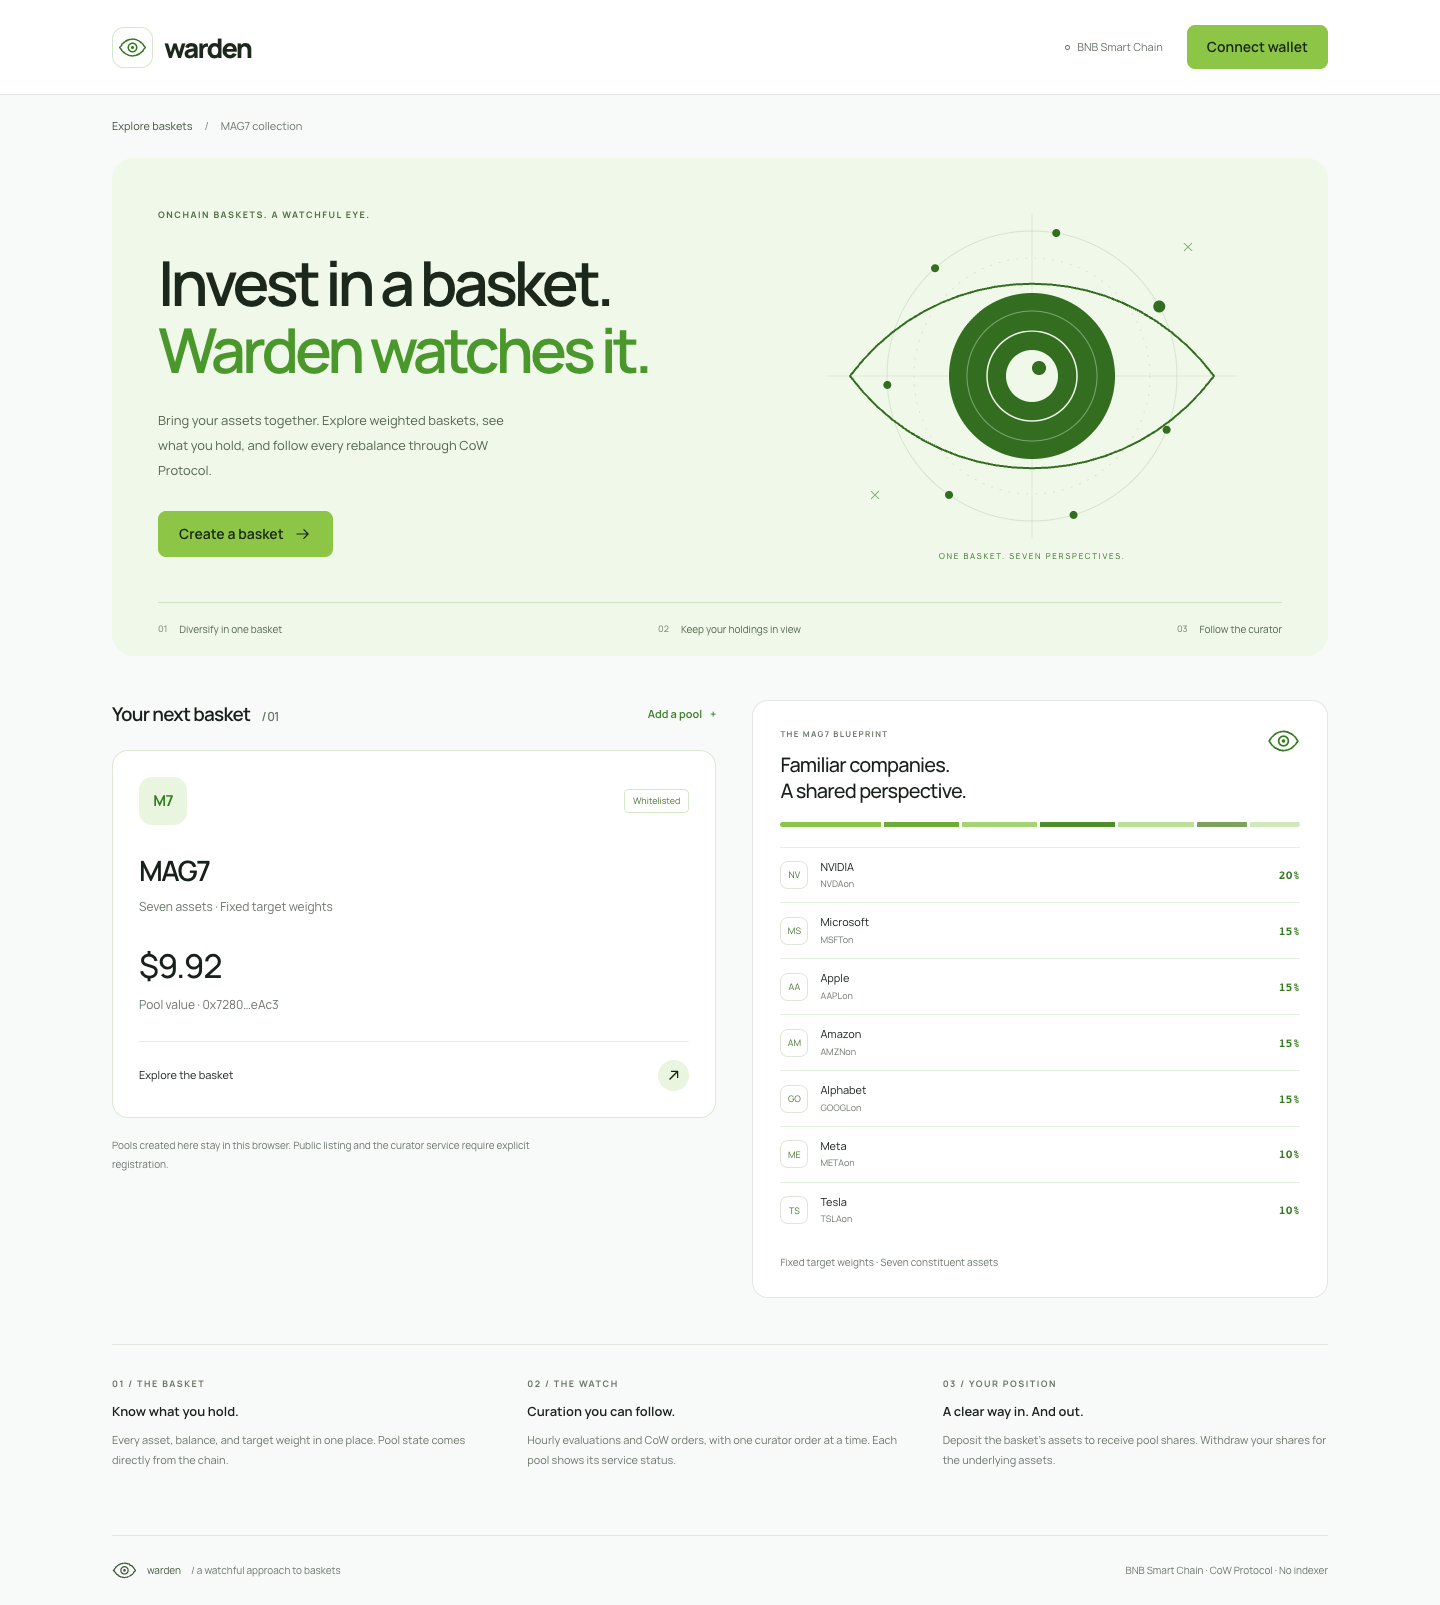 warden
BNB Smart Chain
Connect wallet
Explore baskets / MAG7 collection
ONCHAIN BASKETS. A WATCHFUL EYE.
Invest in a basket.
Warden watches it.
Bring your assets together. Explore weighted baskets, see
what you hold, and follow every rebalance through CoW
Protocol.
Create a basket →
ONE BASKET. SEVEN PERSPECTIVES.
01 Diversify in one basket
02 Keep your holdings in view
03 Follow the curator
Your next basket / 01
Add a pool +
M7
Whitelisted
MAG7
Seven assets · Fixed target weights
$9.92
Pool value · 0x7280…eAc3
Explore the basket
Pools created here stay in this browser. Public listing and the curator service require explicit
registration.
THE MAG7 BLUEPRINT
Familiar companies.
A shared perspective.
NV NVIDIA 20%
NVDAon
MS Microsoft 15%
MSFTon
AA Apple 15%
AAPLon
AM Amazon 15%
AMZNon
GO Alphabet 15%
GOOGLon
ME Meta 10%
METAon
TS Tesla 10%
TSLAon
Fixed target weights · Seven constituent assets
01 / THE BASKET
Know what you hold.
Every asset, balance, and target weight in one place. Pool state comes
directly from the chain.
02 / THE WATCH
Curation you can follow.
Hourly evaluations and CoW orders, with one curator order at a time. Each
pool shows its service status.
03 / YOUR POSITION
A clear way in. And out.
Deposit the basket's assets to receive pool shares. Withdraw your shares for
the underlying assets.
warden / a watchful approach to baskets
BNB Smart Chain · CoW Protocol · No indexer